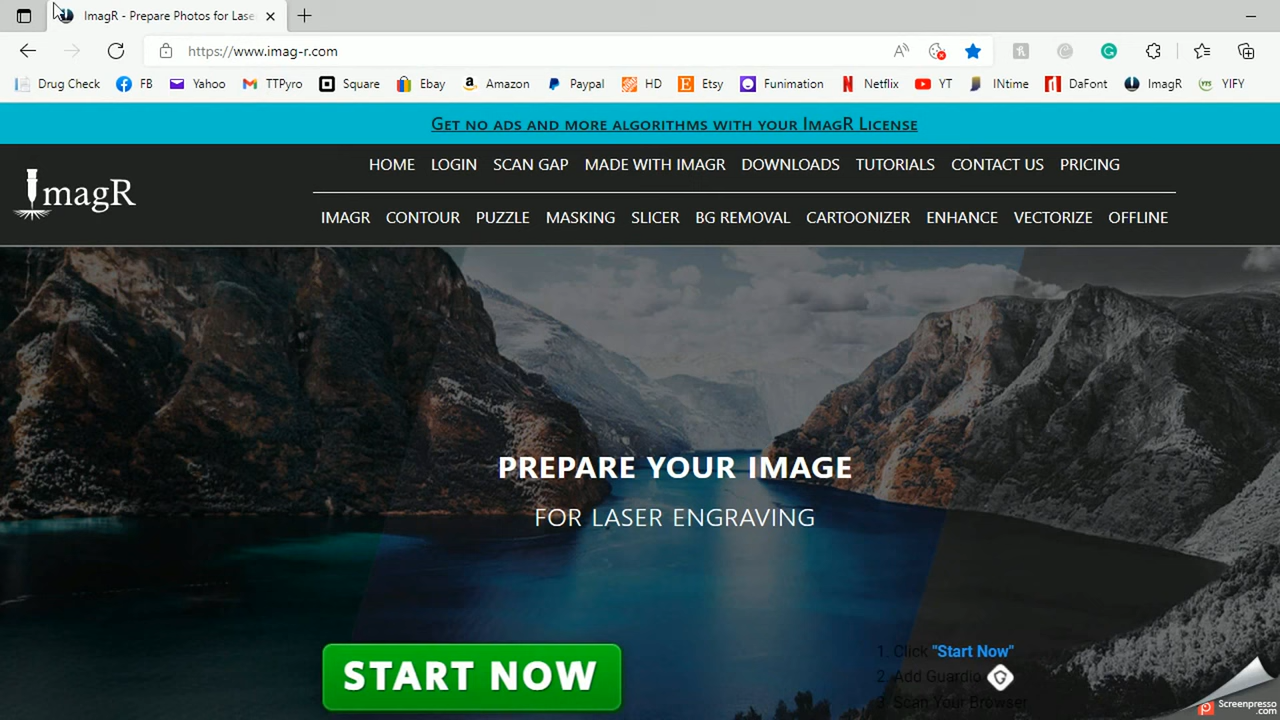 ImagR - Prepare Photos for Lase
https://www.imag-r.com
Drug Check FB Yahoo TTPyro Square Ebay Amazon Paypal HD Etsy Funimation Netflix YT INtime DaFont ImagR YIFY
Get no ads and more algorithms with your ImagR License
ImagR
HOME LOGIN SCAN GAP MADE WITH IMAGR DOWNLOADS TUTORIALS CONTACT US PRICING
IMAGR CONTOUR PUZZLE MASKING SLICER BG REMOVAL CARTOONIZER ENHANCE VECTORIZE OFFLINE
PREPARE YOUR IMAGE
FOR LASER ENGRAVING
START NOW
1. Click "Start Now"
2. Add Guardio
3. Scan Your Browser
Screenpresso
.com